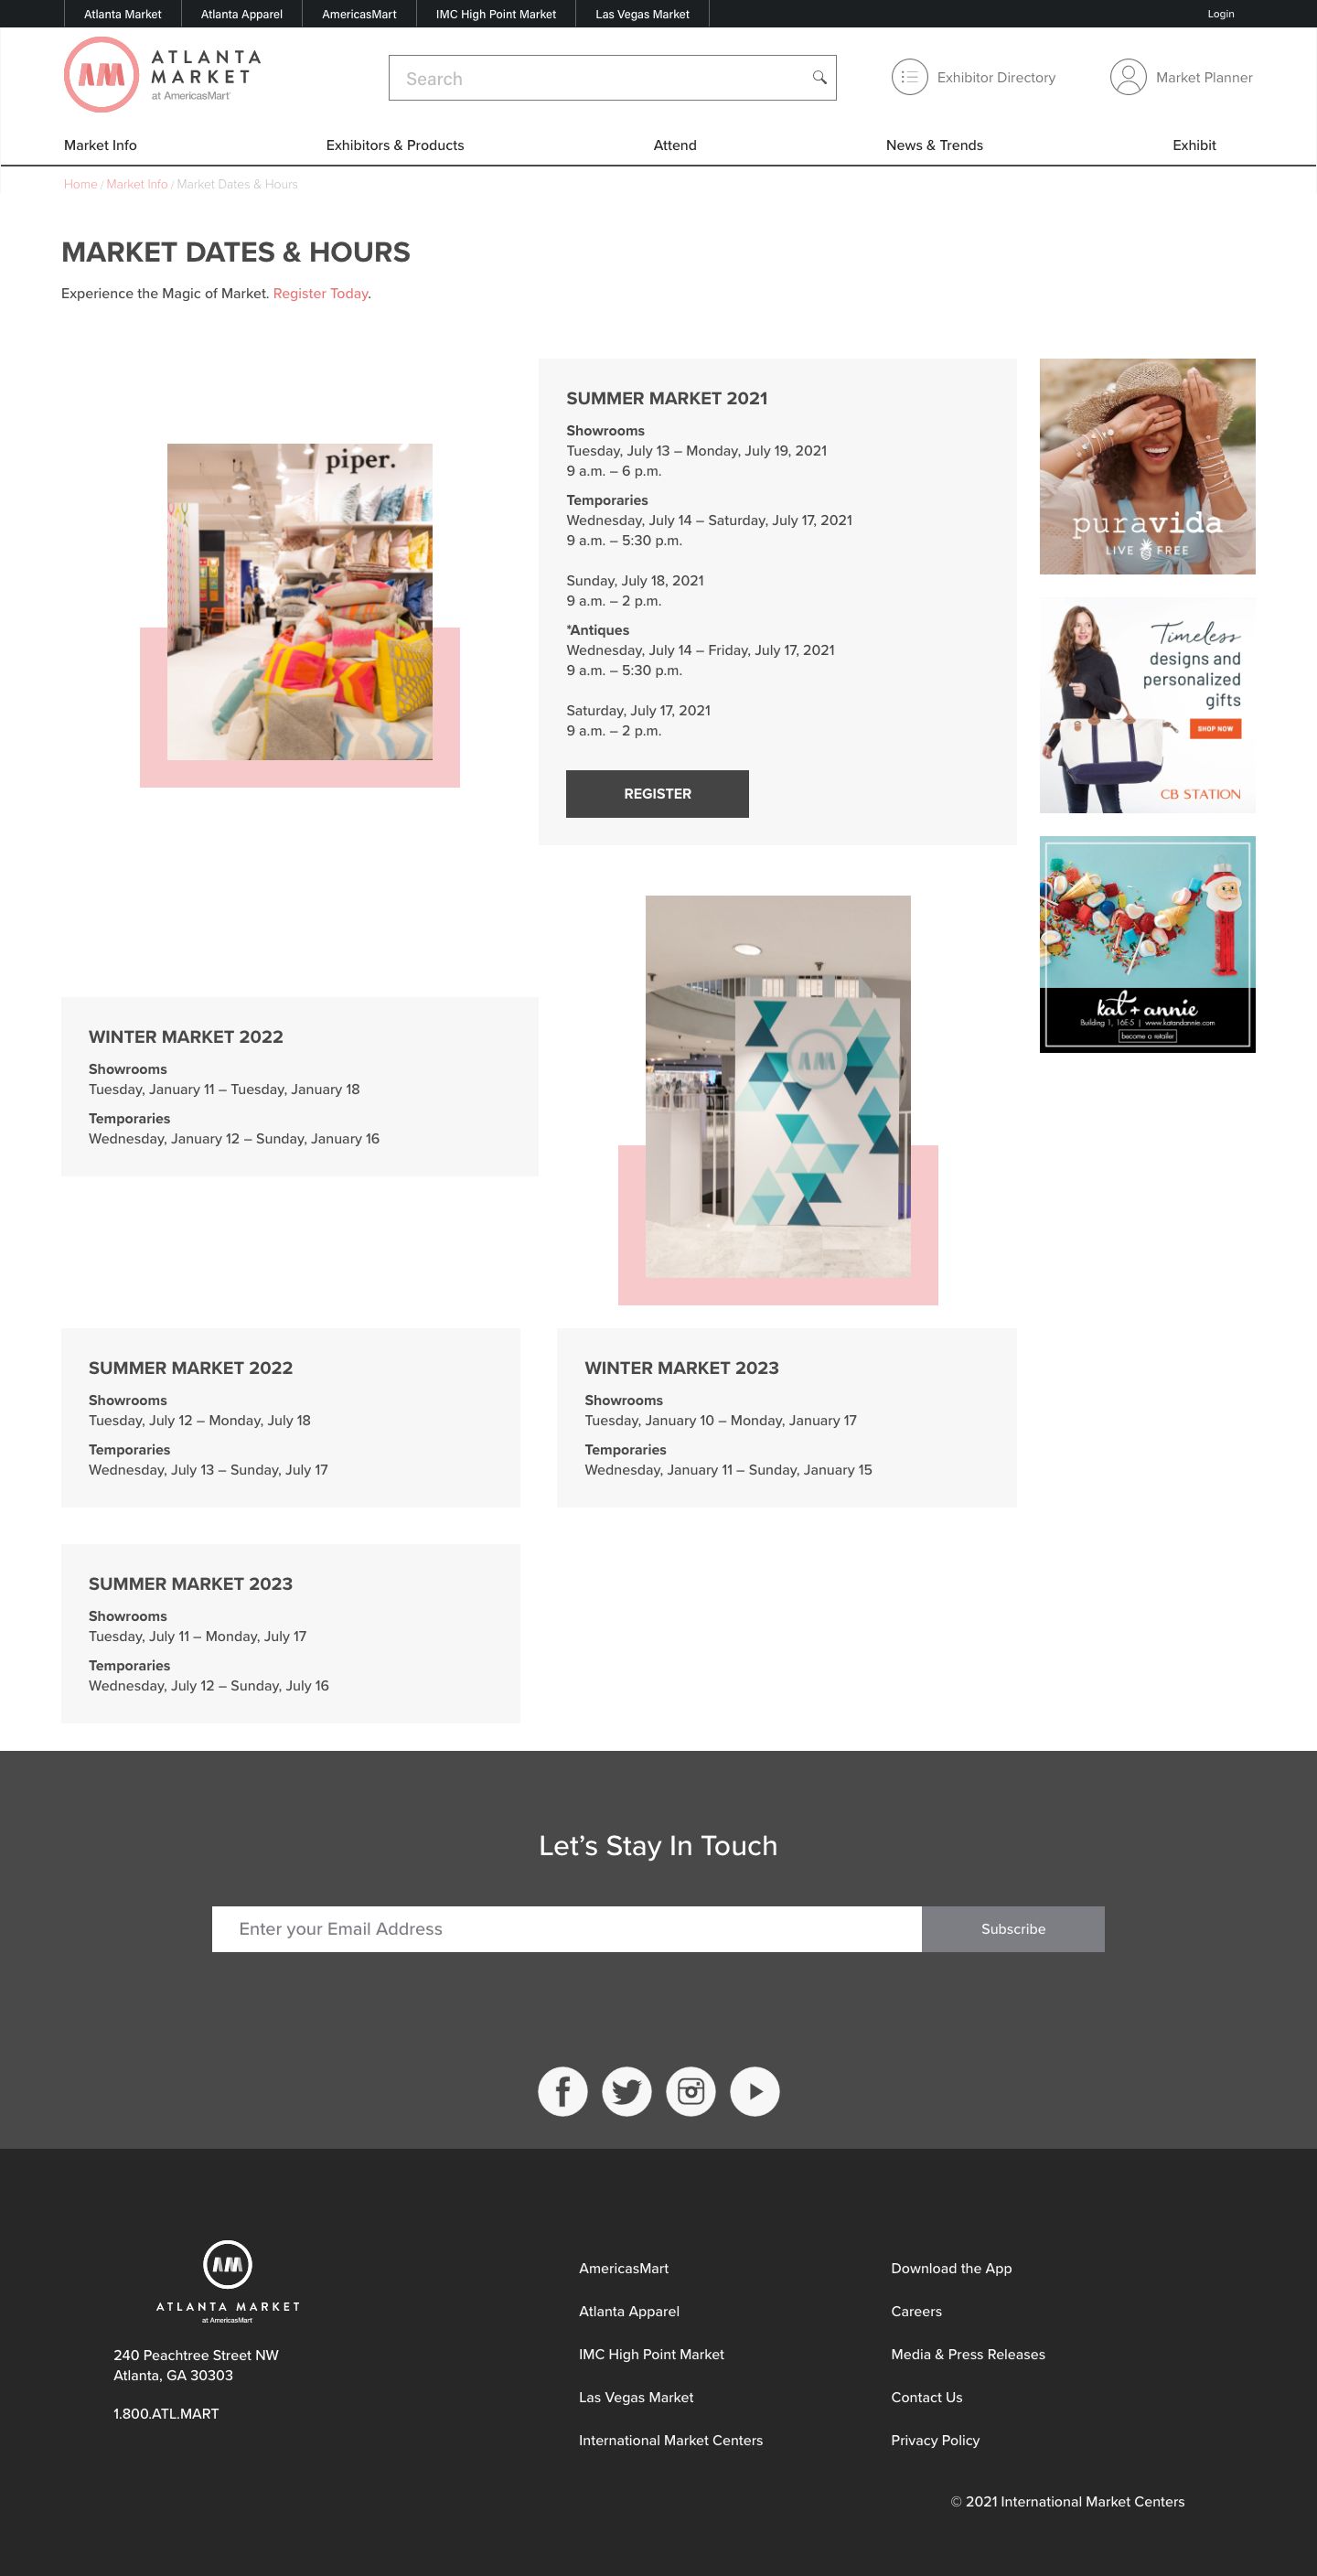 Atlanta Market
Atlanta Apparel
AmericasMart
IMC High Point Market
Las Vegas Market
Login
AM
ATLANTA
MARKET
at AmericasMart
Search
Exhibitor Directory
Market Planner
Market Info
Exhibitors & Products
Attend
News & Trends
Exhibit
Home / Market Info / Market Dates & Hours
MARKET DATES & HOURS
Experience the Magic of Market. Register Today.
piper.
SUMMER MARKET 2021
Showrooms
Tuesday, July 13 – Monday, July 19, 2021
9 a.m. – 6 p.m.
Temporaries
Wednesday, July 14 – Saturday, July 17, 2021
9 a.m. – 5:30 p.m.
Sunday, July 18, 2021
9 a.m. – 2 p.m.
*Antiques
Wednesday, July 14 – Friday, July 17, 2021
9 a.m. – 5:30 p.m.
Saturday, July 17, 2021
9 a.m. – 2 p.m.
REGISTER
puravida
LIVE FREE
Timeless
designs and
personalized
gifts
SHOP NOW
CB STATION
kat + annie
Building 1, 16E-5 | www.katandannie.com
become a retailer
WINTER MARKET 2022
Showrooms
Tuesday, January 11 – Tuesday, January 18
Temporaries
Wednesday, January 12 – Sunday, January 16
AM
SUMMER MARKET 2022
Showrooms
Tuesday, July 12 – Monday, July 18
Temporaries
Wednesday, July 13 – Sunday, July 17
WINTER MARKET 2023
Showrooms
Tuesday, January 10 – Monday, January 17
Temporaries
Wednesday, January 11 – Sunday, January 15
SUMMER MARKET 2023
Showrooms
Tuesday, July 11 – Monday, July 17
Temporaries
Wednesday, July 12 – Sunday, July 16
Let's Stay In Touch
Enter your Email Address
Subscribe
AM
ATLANTA MARKET
at AmericasMart
240 Peachtree Street NW
Atlanta, GA 30303
1.800.ATL.MART
AmericasMart
Atlanta Apparel
IMC High Point Market
Las Vegas Market
International Market Centers
Download the App
Careers
Media & Press Releases
Contact Us
Privacy Policy
© 2021 International Market Centers